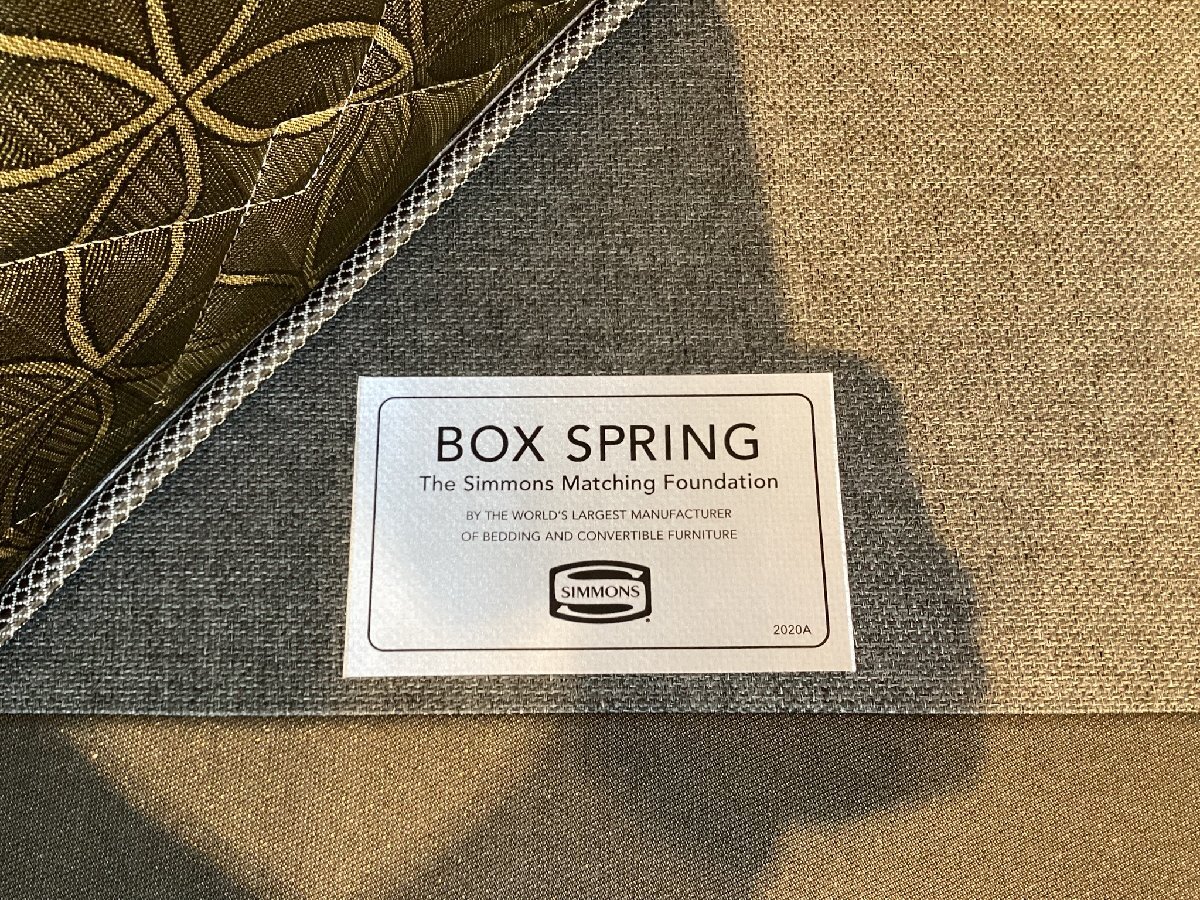 BOX SPRING
The Simmons Matching Foundation
BY THE WORLD'S LARGEST MANUFACTURER
OF BEDDING AND CONVERTIBLE FURNITURE
SIMMONS
2020A